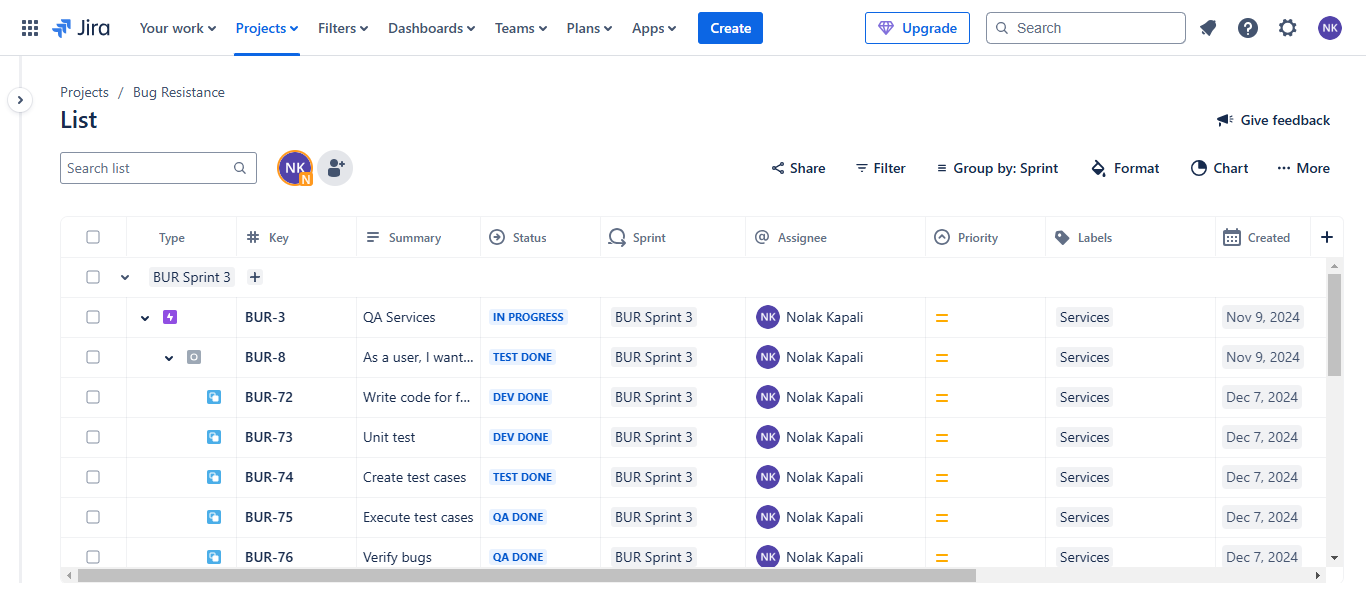 Jira Your work Projects Filters Dashboards Teams Plans Apps Create Upgrade Search NK
Projects / Bug Resistance
List
Give feedback
Search list NK N Share Filter Group by: Sprint Format Chart More
Type Key Summary Status Sprint Assignee Priority Labels Created +
BUR Sprint 3 +
BUR-3 QA Services IN PROGRESS BUR Sprint 3 NK Nolak Kapali Services Nov 9, 2024
BUR-8 As a user, I want... TEST DONE BUR Sprint 3 NK Nolak Kapali Services Nov 9, 2024
BUR-72 Write code for f... DEV DONE BUR Sprint 3 NK Nolak Kapali Services Dec 7, 2024
BUR-73 Unit test DEV DONE BUR Sprint 3 NK Nolak Kapali Services Dec 7, 2024
BUR-74 Create test cases TEST DONE BUR Sprint 3 NK Nolak Kapali Services Dec 7, 2024
BUR-75 Execute test cases QA DONE BUR Sprint 3 NK Nolak Kapali Services Dec 7, 2024
BUR-76 Verify bugs QA DONE BUR Sprint 3 NK Nolak Kapali Services Dec 7, 2024